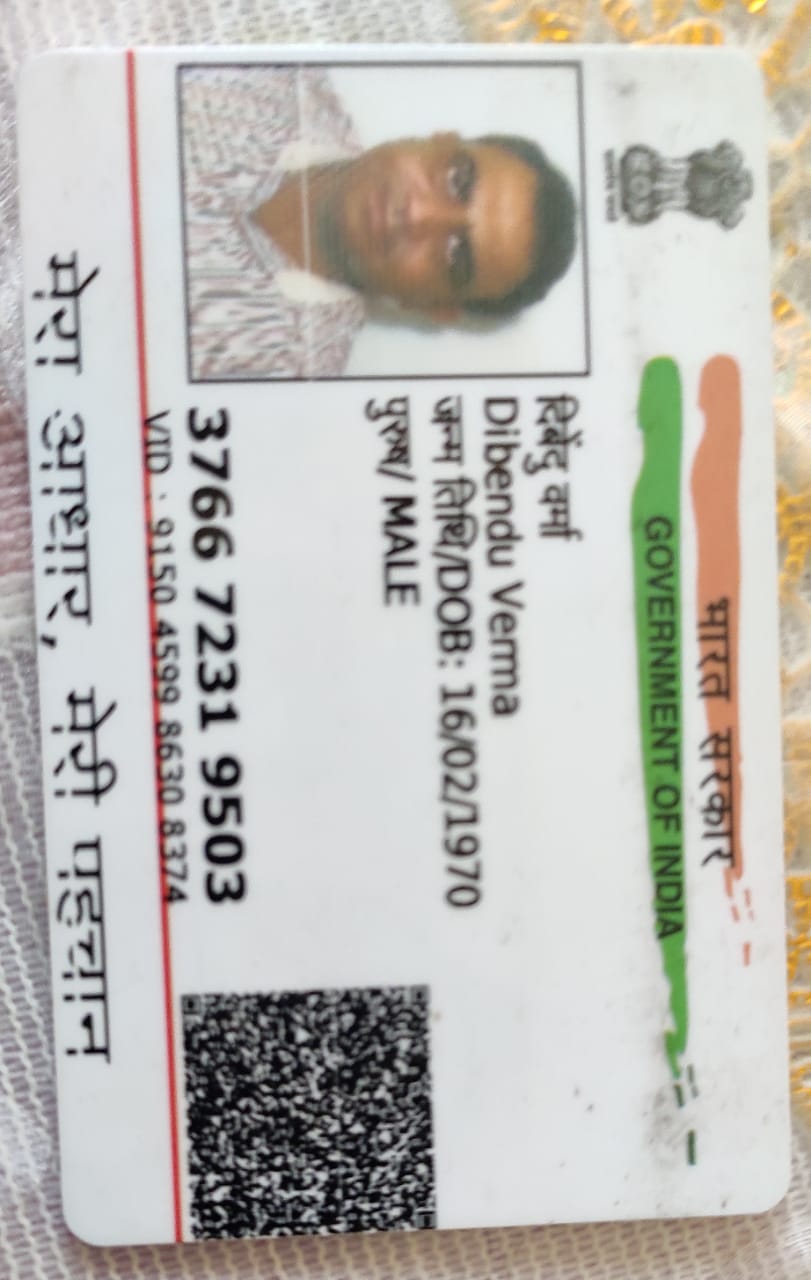 भारत सरकार
GOVERNMENT OF INDIA
दिबेंदु वर्मा
Dibendu Verma
जन्म तिथि/DOB: 16/02/1970
पुरुष/ MALE
3766 7231 9503
VID : 9150 4599 8630 8374
मेरा आधार, मेरी पहचान